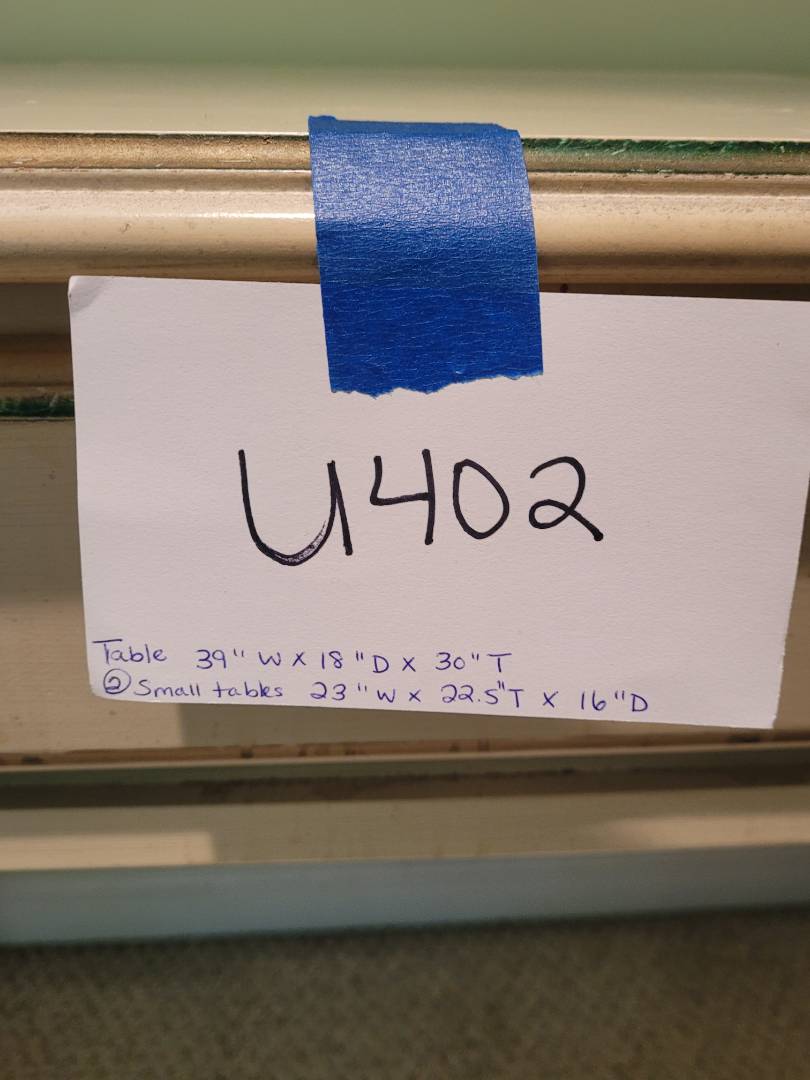 U402
Table 39" W X 18" D X 30" T
② Small tables 23" W X 22.5" T X 16" D